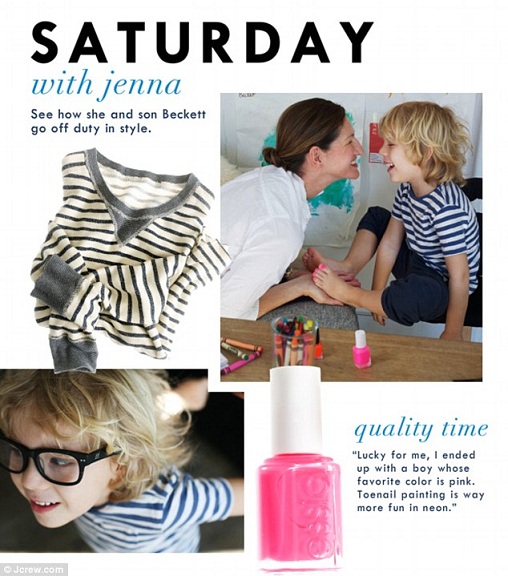 SATURDAY
with jenna
See how she and son Beckett
go off duty in style.
quality time
“Lucky for me, I ended
up with a boy whose
favorite color is pink.
Toenail painting is way
more fun in neon.”
essie
© Jcrew.com